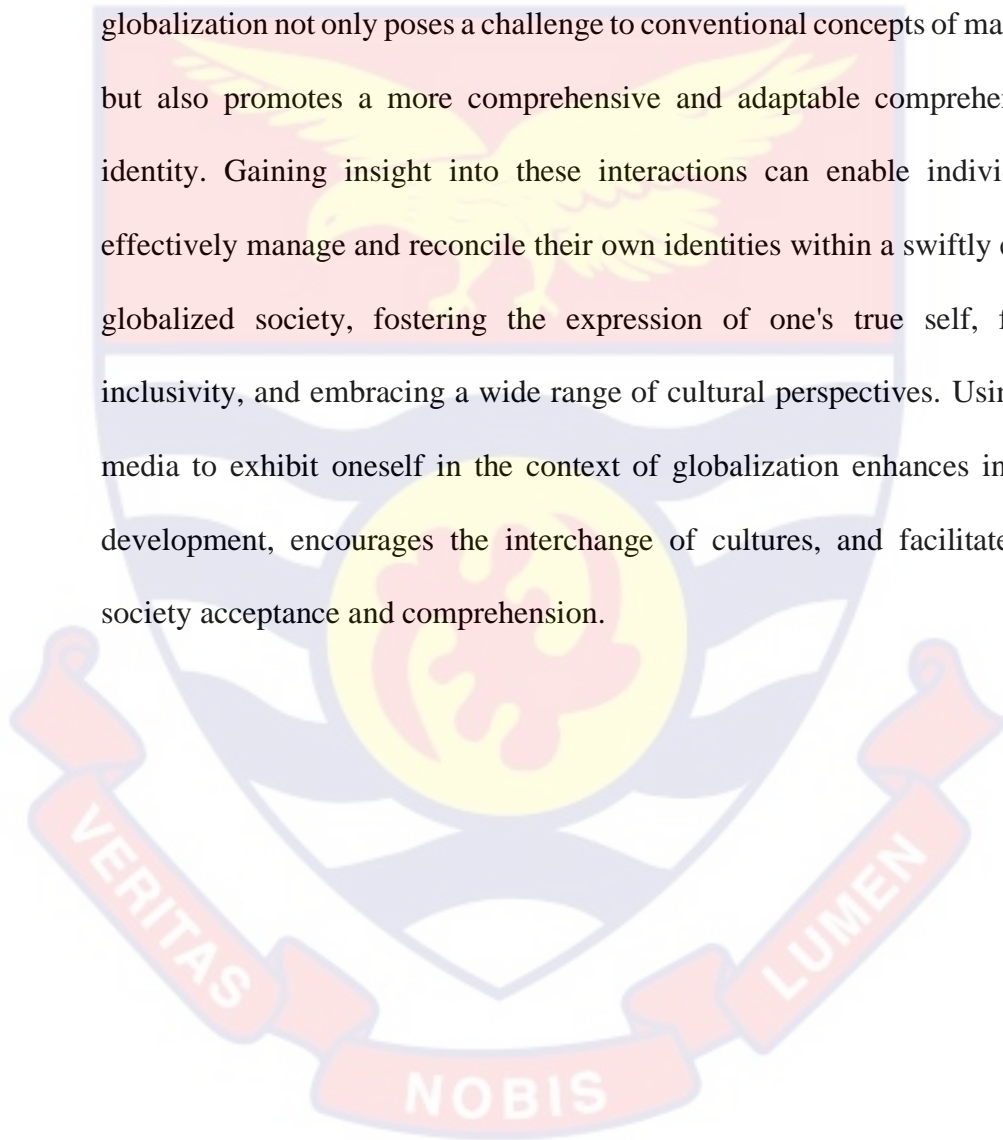 globalization not only poses a challenge to conventional concepts of ma
but also promotes a more comprehensive and adaptable comprehe
identity. Gaining insight into these interactions can enable indivi
effectively manage and reconcile their own identities within a swiftly
globalized society, fostering the expression of one's true self,
inclusivity, and embracing a wide range of cultural perspectives. Usin
media to exhibit oneself in the context of globalization enhances in
development, encourages the interchange of cultures, and facilitate
society acceptance and comprehension.
VERITAS
NOBIS
LUMEN